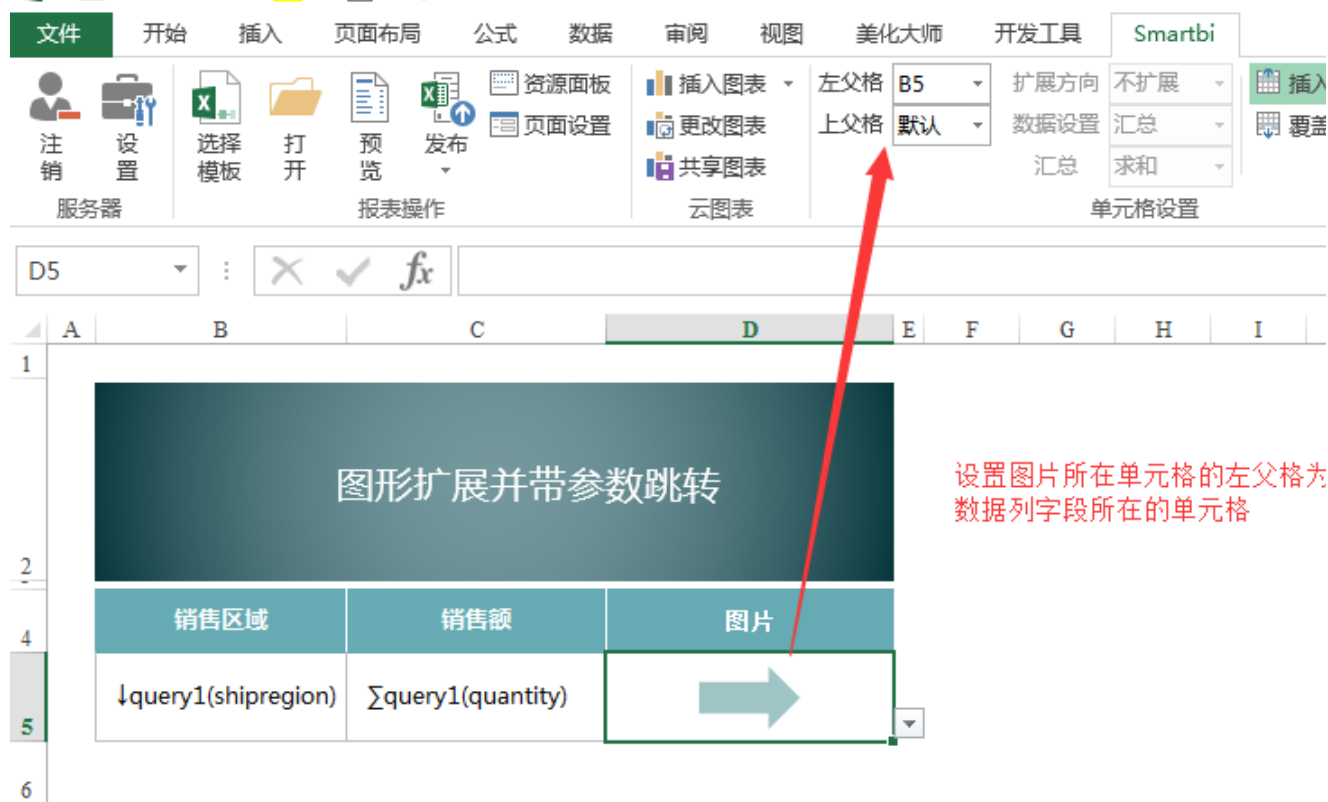 文件 开始 插入 页面布局 公式 数据 审阅 视图 美化大师 开发工具 Smartbi
注销 设置 选择模板 打开 预览 发布 资源面板 页面设置 插入图表 更改图表 共享图表 左父格 B5 上父格 默认 扩展方向 不扩展 数据设置 汇总 汇总 求和 插入 覆盖
服务器 报表操作 云图表 单元格设置
D5 fx
A B C D E F G H I
1
图形扩展并带参数跳转
设置图片所在单元格的左父格为
数据列字段所在的单元格
2
4 销售区域 销售额 图片
5 ↓query1(shipregion) ∑query1(quantity)
6